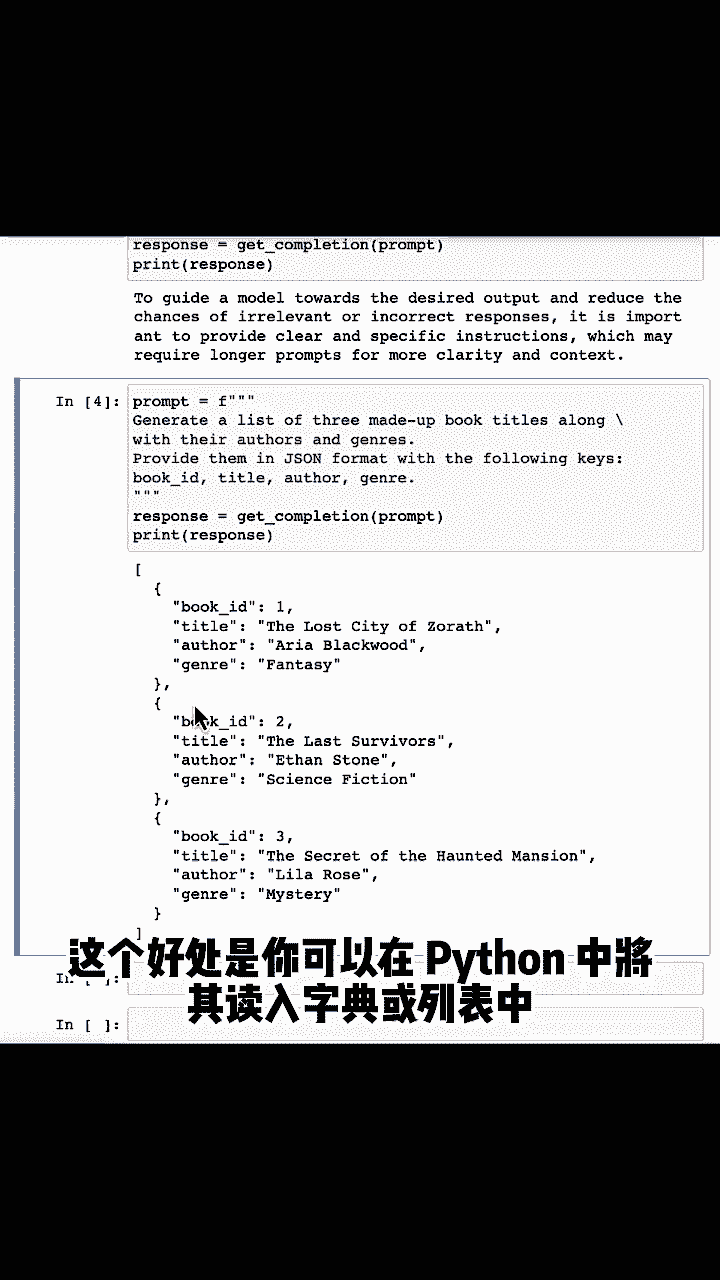 response = get_completion(prompt)
print(response)
To guide a model towards the desired output and reduce the
chances of irrelevant or incorrect responses, it is import
ant to provide clear and specific instructions, which may
require longer prompts for more clarity and context.
In [4]: prompt = f"""
Generate a list of three made-up book titles along \
with their authors and genres.
Provide them in JSON format with the following keys:
book_id, title, author, genre.
"""
response = get_completion(prompt)
print(response)
[
  {
    "book_id": 1,
    "title": "The Lost City of Zorath",
    "author": "Aria Blackwood",
    "genre": "Fantasy"
  },
  {
    "book_id": 2,
    "title": "The Last Survivors",
    "author": "Ethan Stone",
    "genre": "Science Fiction"
  },
  {
    "book_id": 3,
    "title": "The Secret of the Haunted Mansion",
    "author": "Lila Rose",
    "genre": "Mystery"
  }
]
这个好处是你可以在 Python 中將
其读入字典或列表中
In [ ]:
In [ ]: